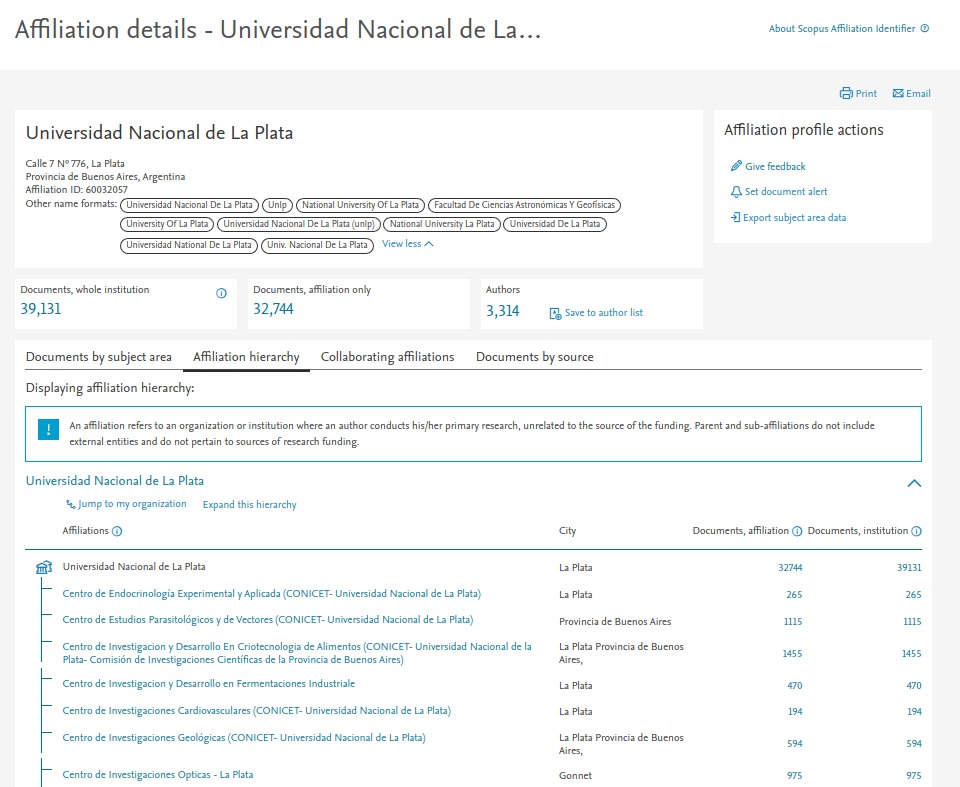 Affiliation details - Universidad Nacional de La...
About Scopus Affiliation Identifier
Print Email
Universidad Nacional de La Plata
Calle 7 Nº 776, La Plata
Provincia de Buenos Aires, Argentina
Affiliation ID: 60032057
Other name formats: Universidad Nacional De La Plata Unlp National University Of La Plata Facultad De Ciencias Astronómicas Y Geofísicas
University Of La Plata Universidad Nacional De La Plata (unlp) National University La Plata Universidad De La Plata
Universidad National De La Plata Univ. Nacional De La Plata View less
Affiliation profile actions
Give feedback
Set document alert
Export subject area data
Documents, whole institution
39,131
Documents, affiliation only
32,744
Authors
3,314 Save to author list
Documents by subject area Affiliation hierarchy Collaborating affiliations Documents by source
Displaying affiliation hierarchy:
! An affiliation refers to an organization or institution where an author conducts his/her primary research, unrelated to the source of the funding. Parent and sub-affiliations do not include
external entities and do not pertain to sources of research funding.
Universidad Nacional de La Plata
Jump to my organization Expand this hierarchy
Affiliations City Documents, affiliation Documents, institution
Universidad Nacional de La Plata La Plata 32744 39131
Centro de Endocrinología Experimental y Aplicada (CONICET- Universidad Nacional de La Plata) La Plata 265 265
Centro de Estudios Parasitológicos y de Vectores (CONICET- Universidad Nacional de La Plata) Provincia de Buenos Aires 1115 1115
Centro de Investigacion y Desarrollo En Criotecnologia de Alimentos (CONICET- Universidad Nacional de la
Plata- Comisión de Investigaciones Científicas de la Provincia de Buenos Aires)
La Plata Provincia de Buenos
Aires,
1455 1455
Centro de Investigacion y Desarrollo en Fermentaciones Industriale La Plata 470 470
Centro de Investigaciones Cardiovasculares (CONICET- Universidad Nacional de La Plata) La Plata 194 194
Centro de Investigaciones Geológicas (CONICET- Universidad Nacional de La Plata)
La Plata Provincia de Buenos
Aires,
594 594
Centro de Investigaciones Opticas - La Plata Gonnet 975 975